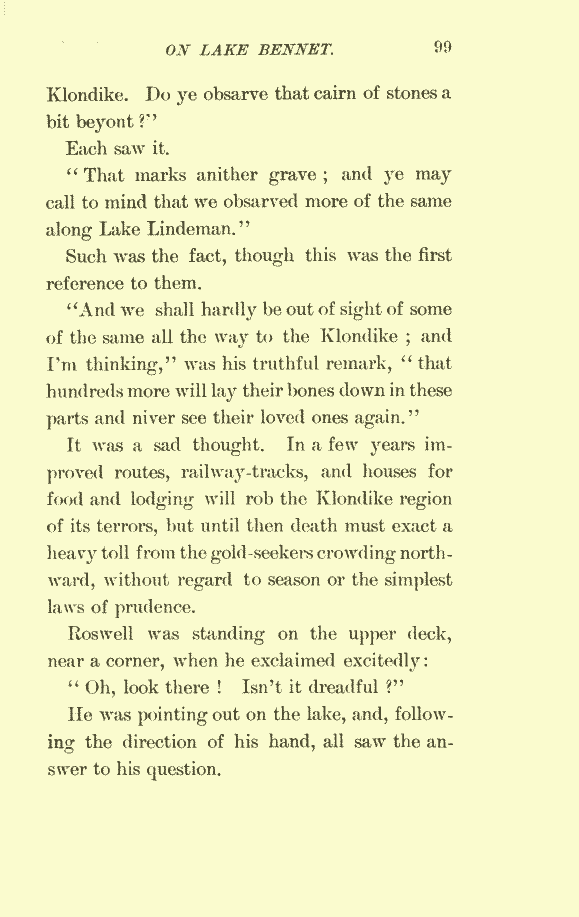 ON LAKE BENNET. 99
Klondike. Do ye obsarve that cairn of stones a
bit beyont?"
Each saw it.
"That marks anither grave; and ye may
call to mind that we obsarved more of the same
along Lake Lindeman."
Such was the fact, though this was the first
reference to them.
"And we shall hardly be out of sight of some
of the same all the way to the Klondike; and
I'm thinking," was his truthful remark, "that
hundreds more will lay their bones down in these
parts and niver see their loved ones again."
It was a sad thought. In a few years im-
proved routes, railway-tracks, and houses for
food and lodging will rob the Klondike region
of its terrors, but until then death must exact a
heavy toll from the gold-seekers crowding north-
ward, without regard to season or the simplest
laws of prudence.
Roswell was standing on the upper deck,
near a corner, when he exclaimed excitedly:
"Oh, look there! Isn't it dreadful?"
He was pointing out on the lake, and, follow-
ing the direction of his hand, all saw the an-
swer to his question.